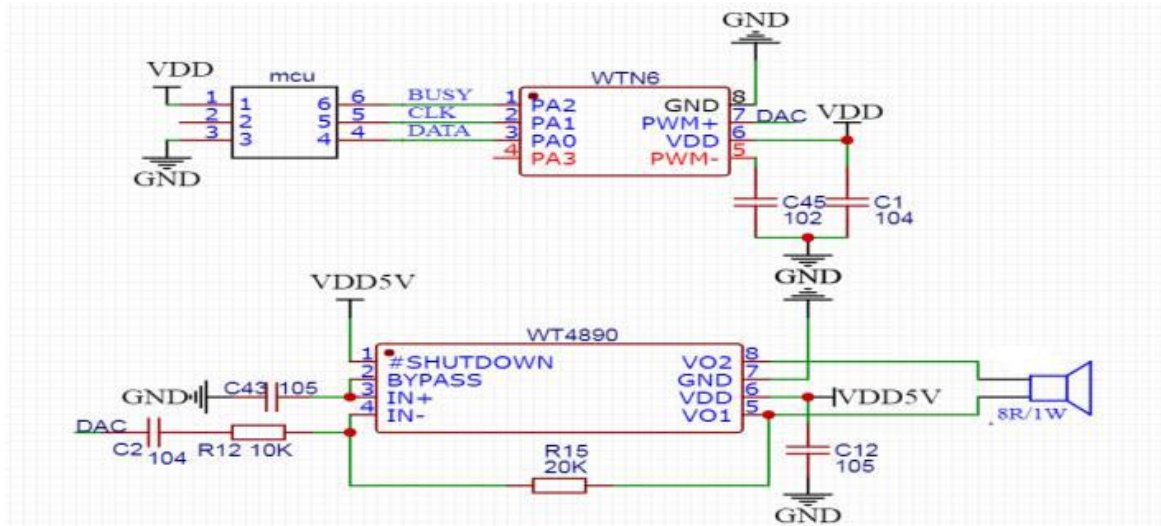 GND
VDD
mcu
WTN6
1 1 6 6 BUSY 1 PA2 GND 8
2 2 5 5 CLK 2 PA1 PWM+ 7 DAC VDD
3 3 4 4 DATA 3 PA0 VDD 6
4 PA3 PWM- 5
GND
C45 C1
102 104
GND
VDD5V
WT4890
1 #SHUTDOWN VO2 8
2 BYPASS GND 7
GND C43 105 3 IN+ VDD 6 VDD5V
4 IN- VO1 5 8R/1W
DAC
C2 104 R12 10K
R15
20K
C12
105
GND